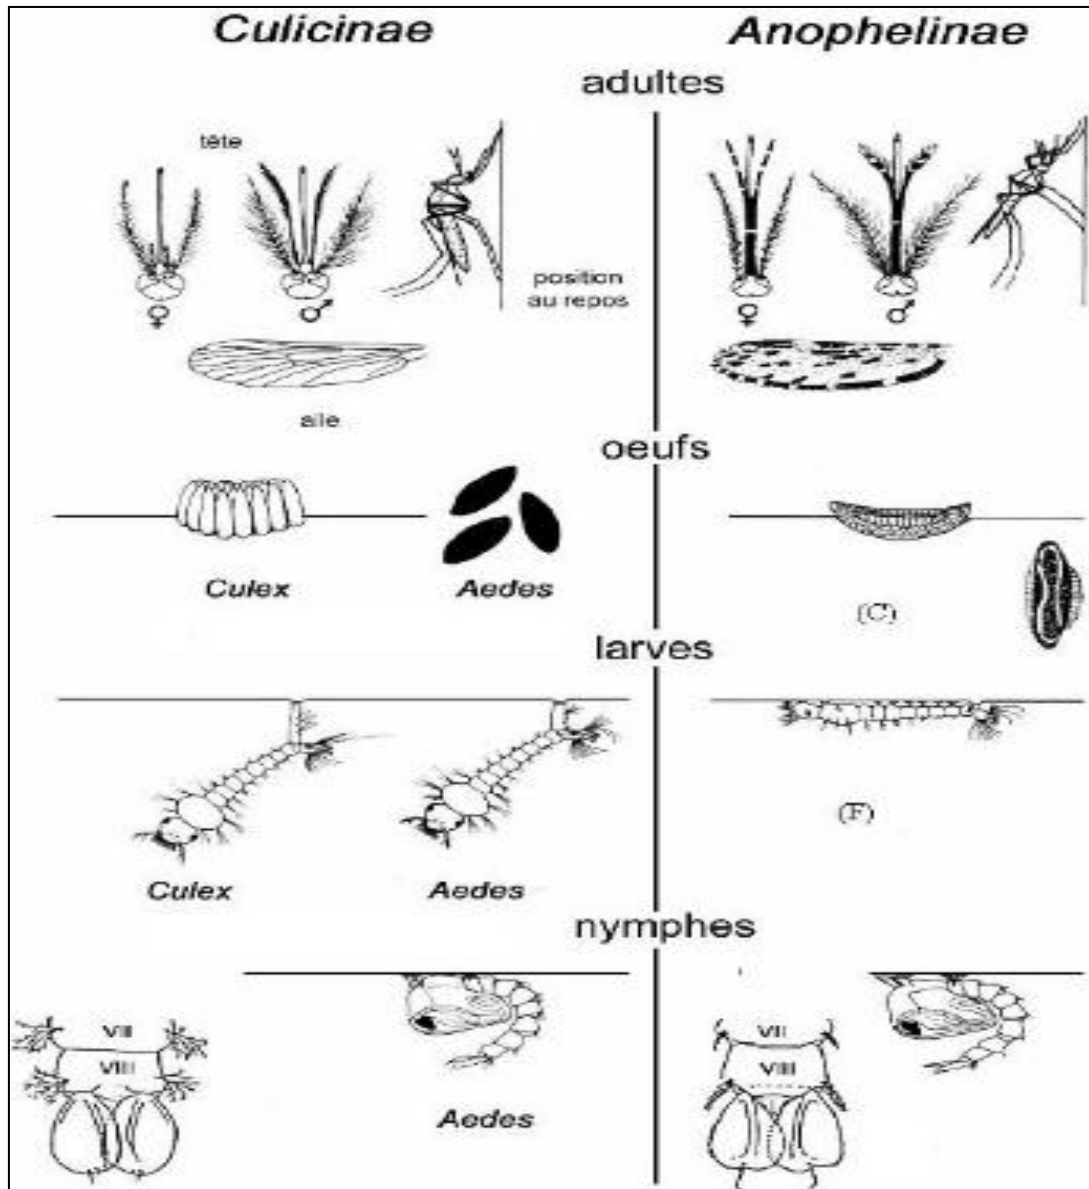 Culicinae
Anophelinae
adultes
tête
♀
♂
position
au repos
♀
♂
aile
oeufs
Culex
Aedes
(C)
larves
Culex
Aedes
(F)
nymphes
VII
VIII
Aedes
VII
VIII